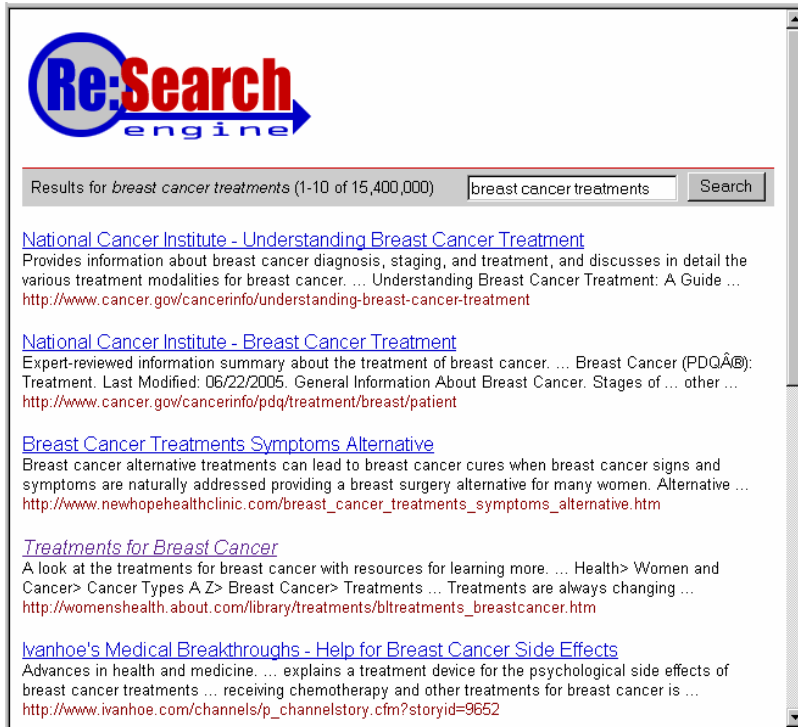 Re:Search
engine
Results for breast cancer treatments (1-10 of 15,400,000) breast cancer treatments Search
National Cancer Institute - Understanding Breast Cancer Treatment
Provides information about breast cancer diagnosis, staging, and treatment, and discusses in detail the
various treatment modalities for breast cancer. ... Understanding Breast Cancer Treatment: A Guide ...
http://www.cancer.gov/cancerinfo/understanding-breast-cancer-treatment
National Cancer Institute - Breast Cancer Treatment
Expert-reviewed information summary about the treatment of breast cancer. ... Breast Cancer (PDQÂ®):
Treatment. Last Modified: 06/22/2005. General Information About Breast Cancer. Stages of ... other ...
http://www.cancer.gov/cancerinfo/pdq/treatment/breast/patient
Breast Cancer Treatments Symptoms Alternative
Breast cancer alternative treatments can lead to breast cancer cures when breast cancer signs and
symptoms are naturally addressed providing a breast surgery alternative for many women. Alternative ...
http://www.newhopehealthclinic.com/breast_cancer_treatments_symptoms_alternative.htm
Treatments for Breast Cancer
A look at the treatments for breast cancer with resources for learning more. ... Health> Women and
Cancer> Cancer Types A Z> Breast Cancer> Treatments ... Treatments are always changing ...
http://womenshealth.about.com/library/treatments/bltreatments_breastcancer.htm
Ivanhoe's Medical Breakthroughs - Help for Breast Cancer Side Effects
Advances in health and medicine. ... explains a treatment device for the psychological side effects of
breast cancer treatments ... receiving chemotherapy and other treatments for breast cancer is ...
http://www.ivanhoe.com/channels/p_channelstory.cfm?storyid=9652